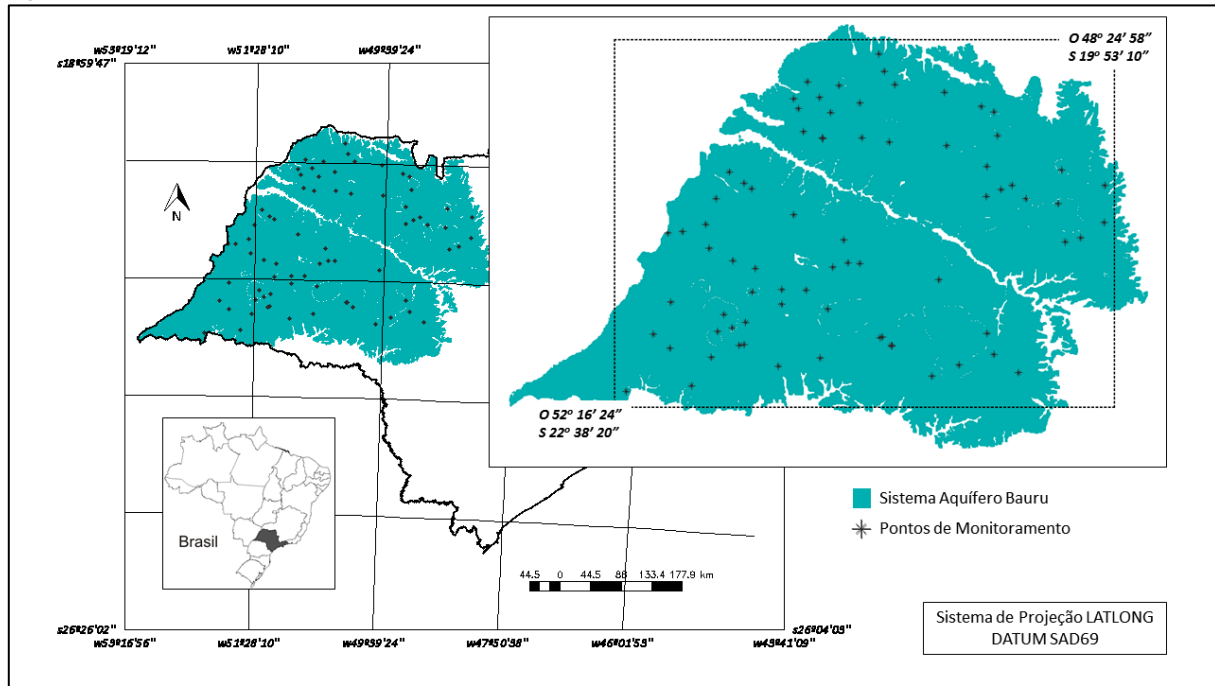 w53º19'12"
w51º28'10"
w49º39'24"
s18º59'47"
O 48º 24' 58"
S 19º 53' 10"
N
O 52º 16' 24"
S 22º 38' 20"
Sistema Aquífero Bauru
Pontos de Monitoramento
Brasil
44.5 0 44.5 88 133.4 177.9 km
Sistema de Projeção LATLONG
DATUM SAD69
s26º26'02"
s26º04'03"
w53º16'56"
w51º28'10"
w49º39'24"
w47º50'38"
w46º01'53"
w43º41'09"